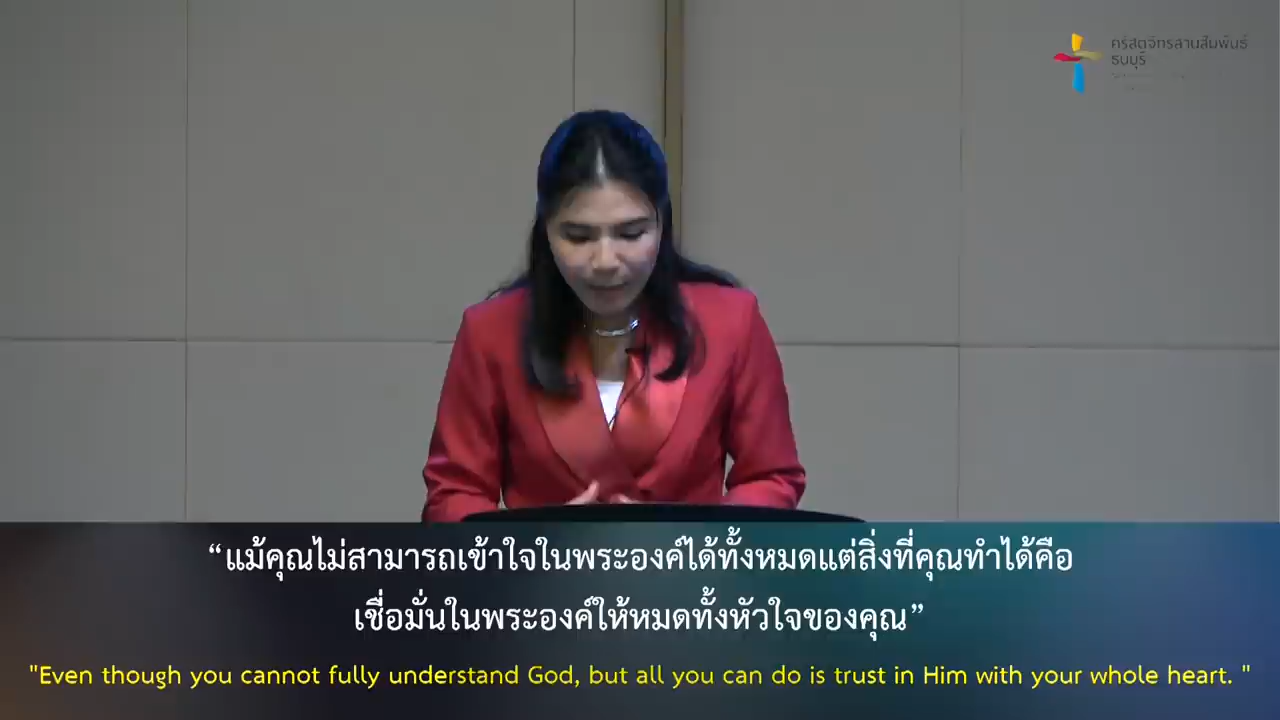 คริสตจักรสานสัมพันธ์
ธนบุรี
“แม้คุณไม่สามารถเข้าใจในพระองค์ได้ทั้งหมดแต่สิ่งที่คุณทำได้คือ
เชื่อมั่นในพระองค์ให้หมดทั้งหัวใจของคุณ”
"Even though you cannot fully understand God, but all you can do is trust in Him with your whole heart. "